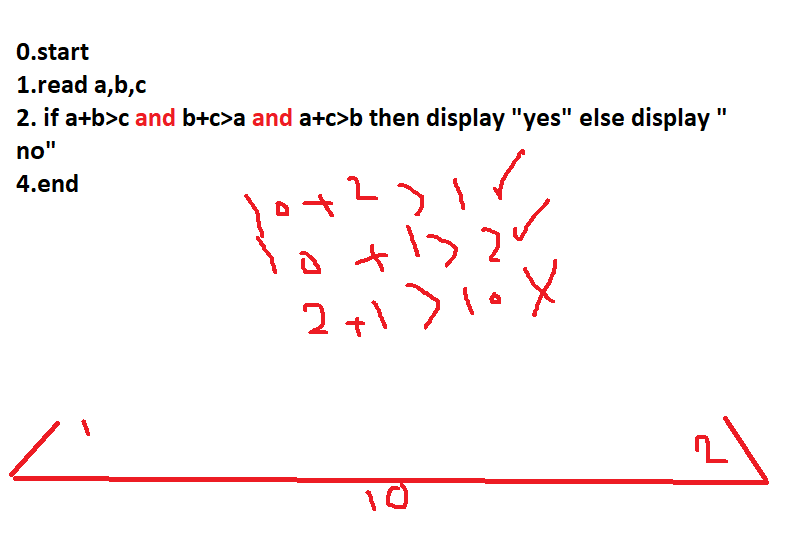 0.start
1.read a,b,c
2. if a+b>c and b+c>a and a+c>b then display "yes" else display "
no"
4.end
10+2>1 ✓
10+1>2 ✓
2+1>10 X
1
2
10